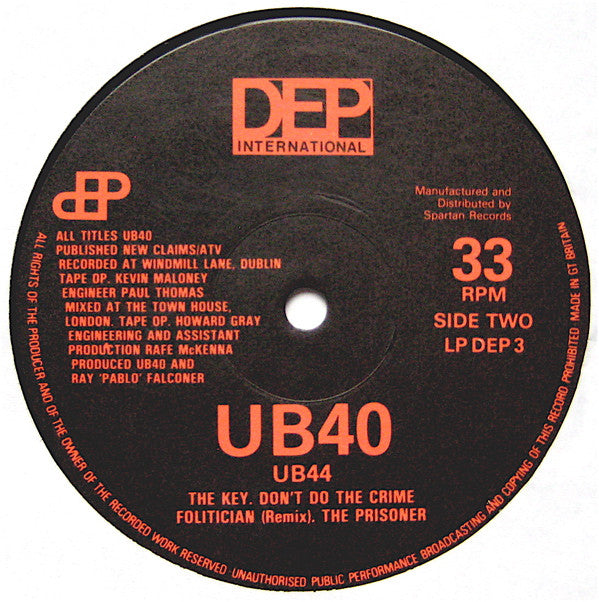 DEP
INTERNATIONAL
DEP
Manufactured and
Distributed by
Spartan Records
ALL TITLES UB40
PUBLISHED NEW CLAIMS/ATV
RECORDED AT WINDMILL LANE, DUBLIN
TAPE OP. KEVIN MALONEY
ENGINEER PAUL THOMAS
MIXED AT THE TOWN HOUSE,
LONDON. TAPE OP. HOWARD GRAY
ENGINEERING AND ASSISTANT
PRODUCTION RAFE McKENNA
PRODUCED UB40 AND
RAY 'PABLO' FALCONER
33
RPM
SIDE TWO
LP DEP 3
UB40
UB44
THE KEY. DON'T DO THE CRIME
FOLITICIAN (Remix). THE PRISONER
ALL RIGHTS OF THE PRODUCER AND OF THE OWNER OF THE RECORDED WORK RESERVED · UNAUTHORISED PUBLIC PERFORMANCE BROADCASTING AND COPYING OF THIS RECORD PROHIBITED MADE IN GT BRITAIN